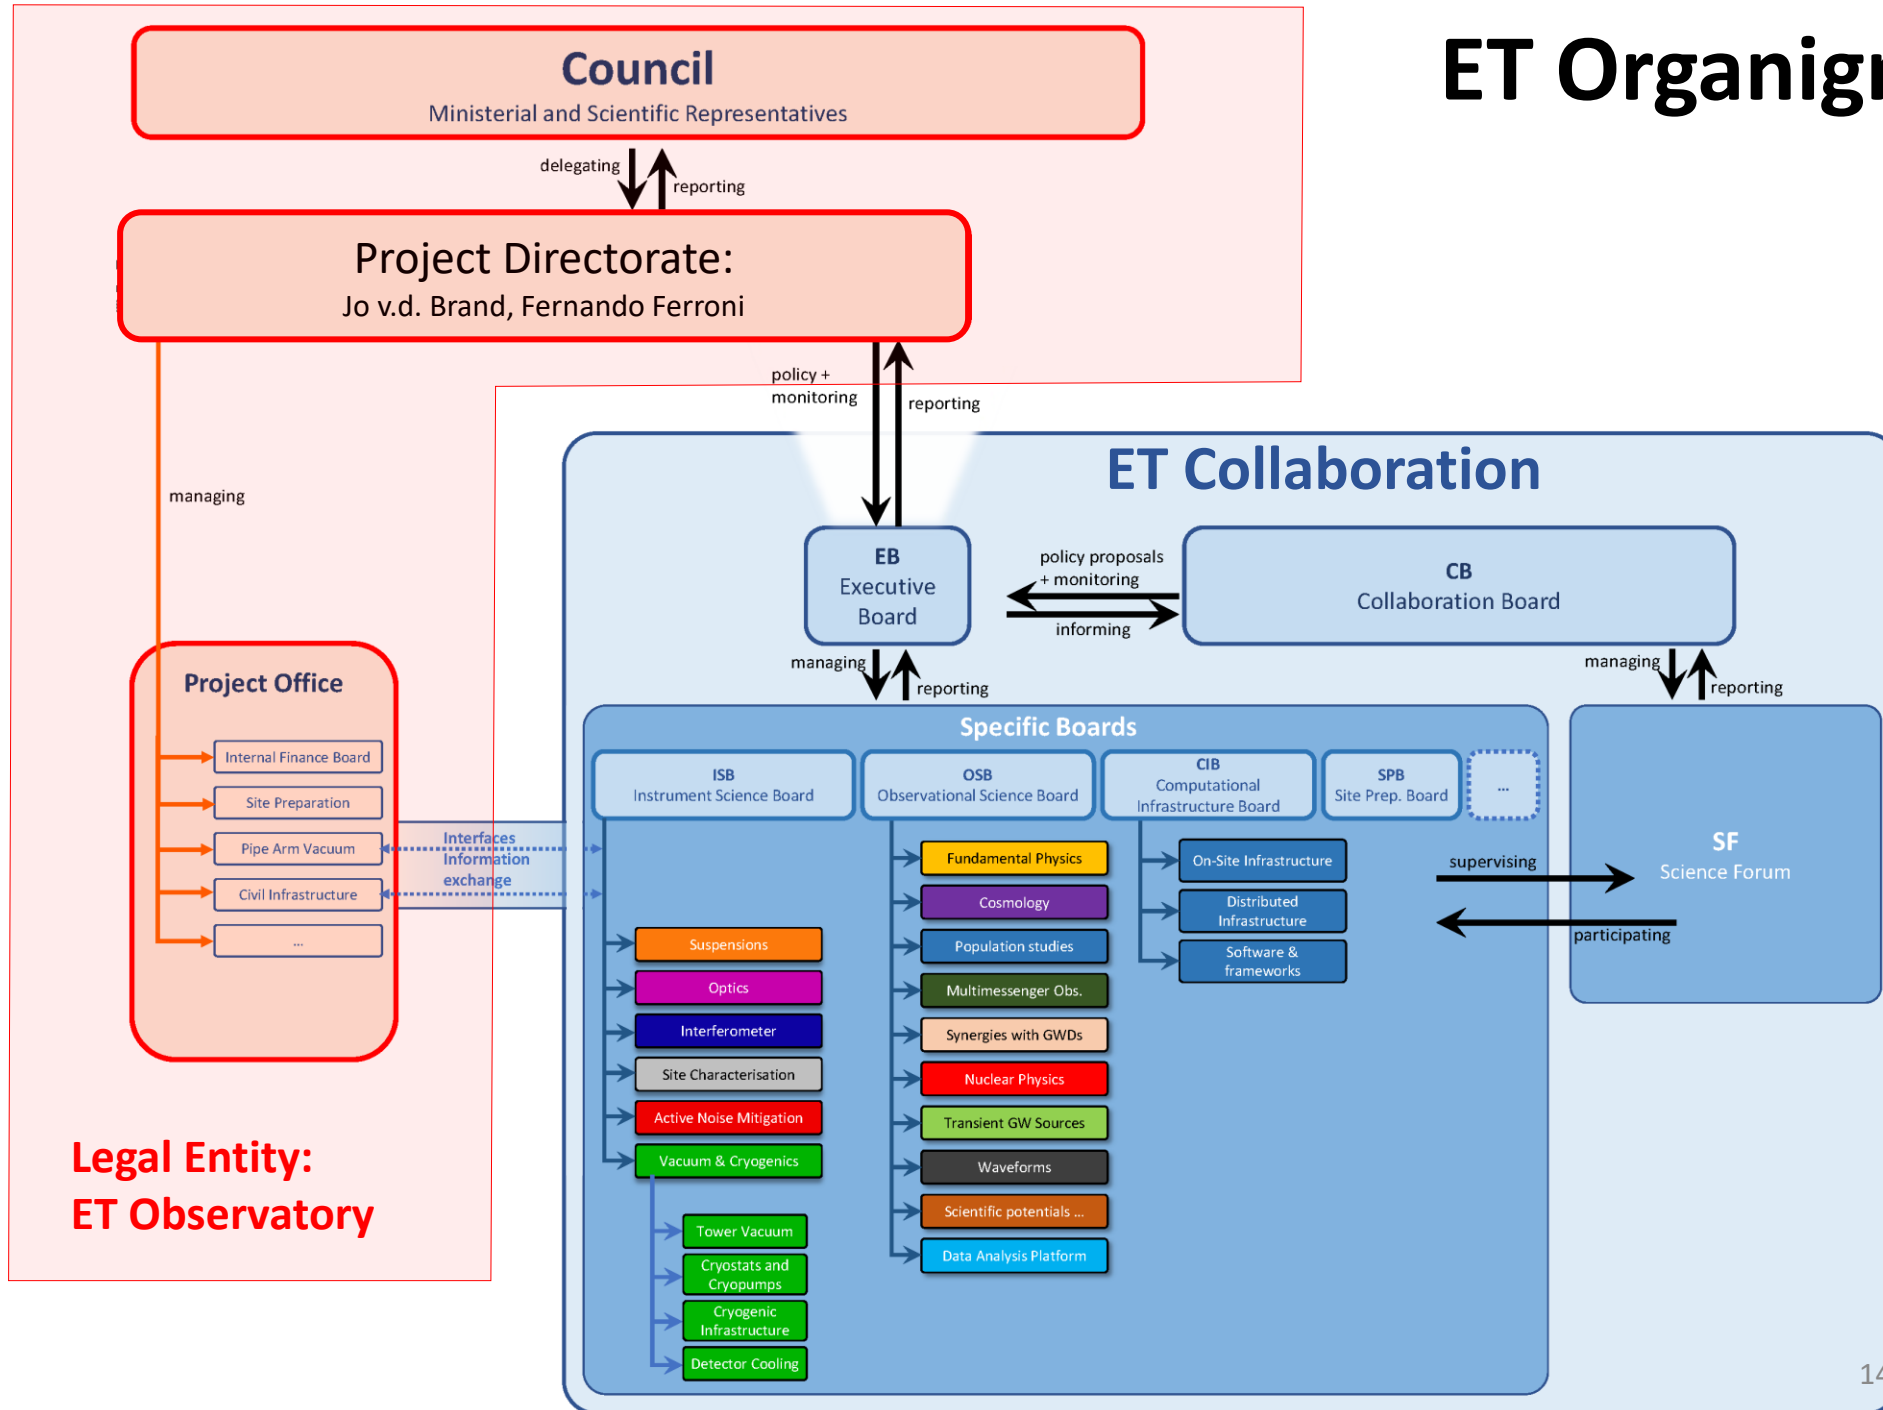 ET Organigr
Council
Ministerial and Scientific Representatives
delegating
reporting
Project Directorate:
Jo v.d. Brand, Fernando Ferroni
policy +
monitoring
reporting
managing
ET Collaboration
EB
Executive
Board
policy proposals
+ monitoring
informing
CB
Collaboration Board
managing
reporting
managing
reporting
Project Office
Internal Finance Board
Site Preparation
Pipe Arm Vacuum
Civil Infrastructure
...
Interfaces
Information
exchange
Specific Boards
ISB
Instrument Science Board
OSB
Observational Science Board
CIB
Computational
Infrastructure Board
SPB
Site Prep. Board
...
Suspensions
Optics
Interferometer
Site Characterisation
Active Noise Mitigation
Vacuum & Cryogenics
Tower Vacuum
Cryostats and
Cryopumps
Cryogenic
Infrastructure
Detector Cooling
Fundamental Physics
Cosmology
Population studies
Multimessenger Obs.
Synergies with GWDs
Nuclear Physics
Transient GW Sources
Waveforms
Scientific potentials ...
Data Analysis Platform
On-Site Infrastructure
Distributed
Infrastructure
Software &
frameworks
supervising
participating
SF
Science Forum
Legal Entity:
ET Observatory
14